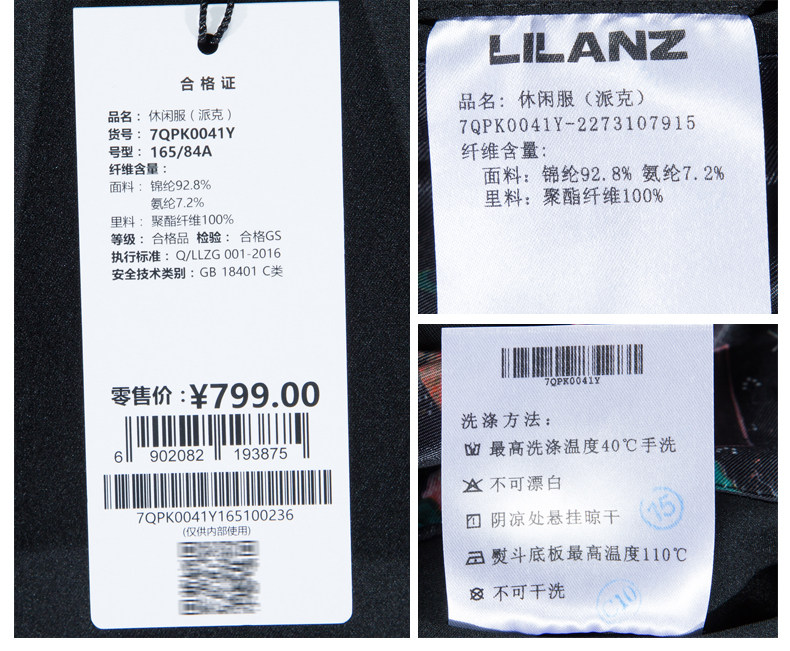 合格证
品名：休闲服（派克）
货号：7QPK0041Y
号型：165/84A
纤维含量：
面料：锦纶92.8%
氨纶7.2%
里料：聚酯纤维100%
等级：合格品 检验：合格GS
执行标准：Q/LLZG 001-2016
安全技术类别：GB 18401 C类
零售价：¥799.00
6 902082 193875
7QPK0041Y165100236
(仅供内部使用)
LILANZ
品名：休闲服（派克）
7QPK0041Y-2273107915
纤维含量：
面料：锦纶92.8% 氨纶7.2%
里料：聚酯纤维100%
7QPK0041Y
洗涤方法：
最高洗涤温度40℃手洗
不可漂白
阴凉处悬挂晾干
15
熨斗底板最高温度110℃
不可干洗
C10